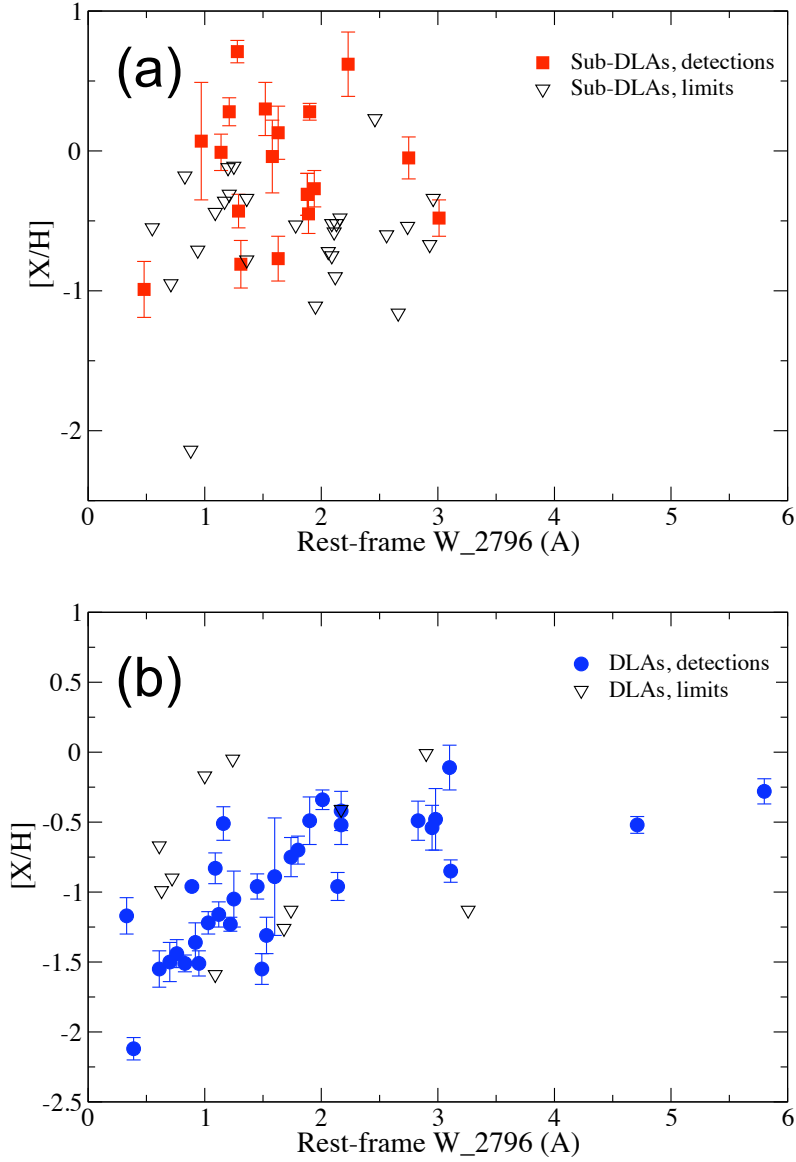 1
(a)
Sub-DLAs, detections
Sub-DLAs, limits
0
[X/H]
-1
-2
0 1 2 3 4 5 6
Rest-frame W_2796 (A)
1
(b)
DLAs, detections
DLAs, limits
0.5
0
-0.5
[X/H]
-1
-1.5
-2
-2.5
0 1 2 3 4 5 6
Rest-frame W_2796 (A)